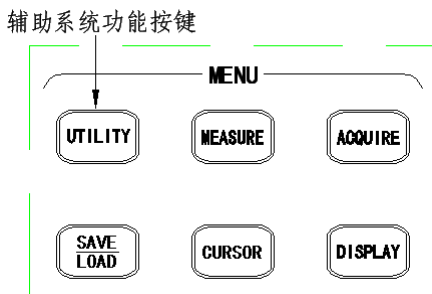 辅助系统功能按键
MENU
UTILITY
MEASURE
ACQUIRE
SAVE
LOAD
CURSOR
DISPLAY